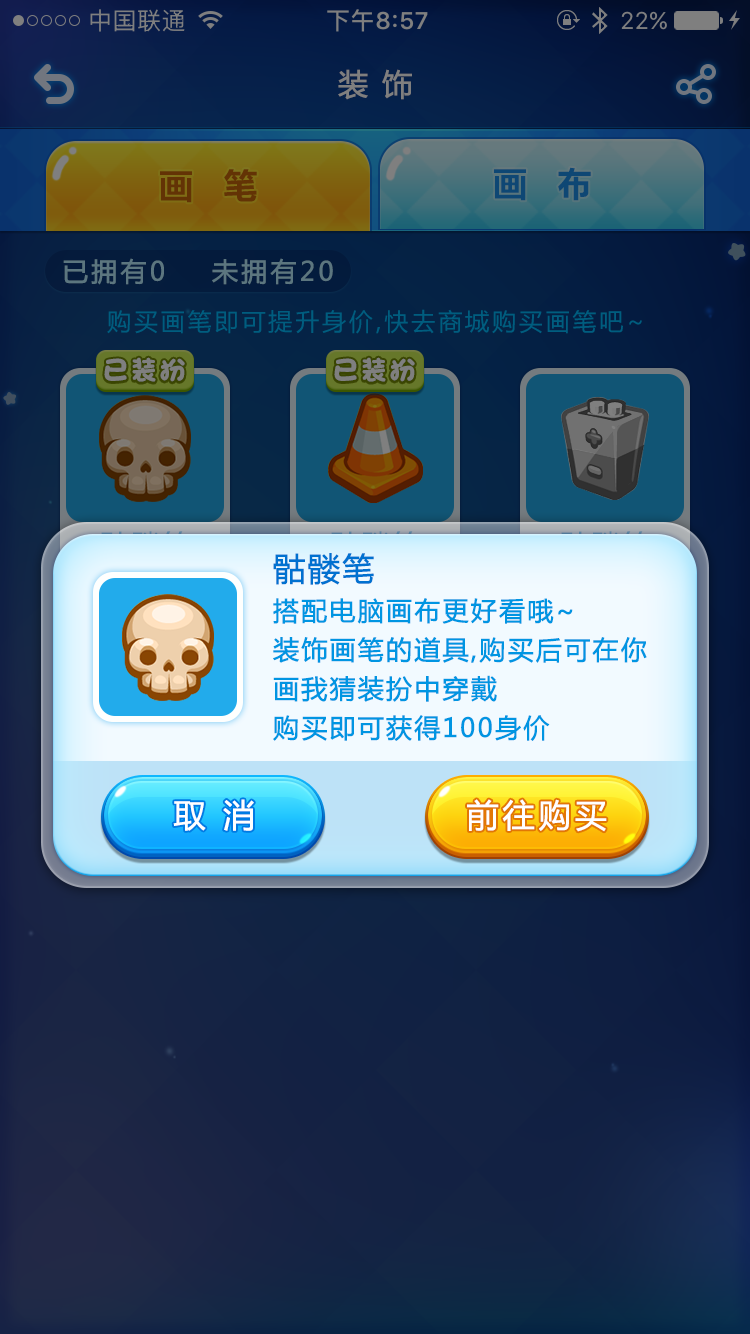 中国联通 下午8:57 22%
装饰
画笔 画布
已拥有0 未拥有20
购买画笔即可提升身价,快去商城购买画笔吧~
已装扮 已装扮
骷髅笔
搭配电脑画布更好看哦~
装饰画笔的道具,购买后可在你
画我猜装扮中穿戴
购买即可获得100身价
取消 前往购买